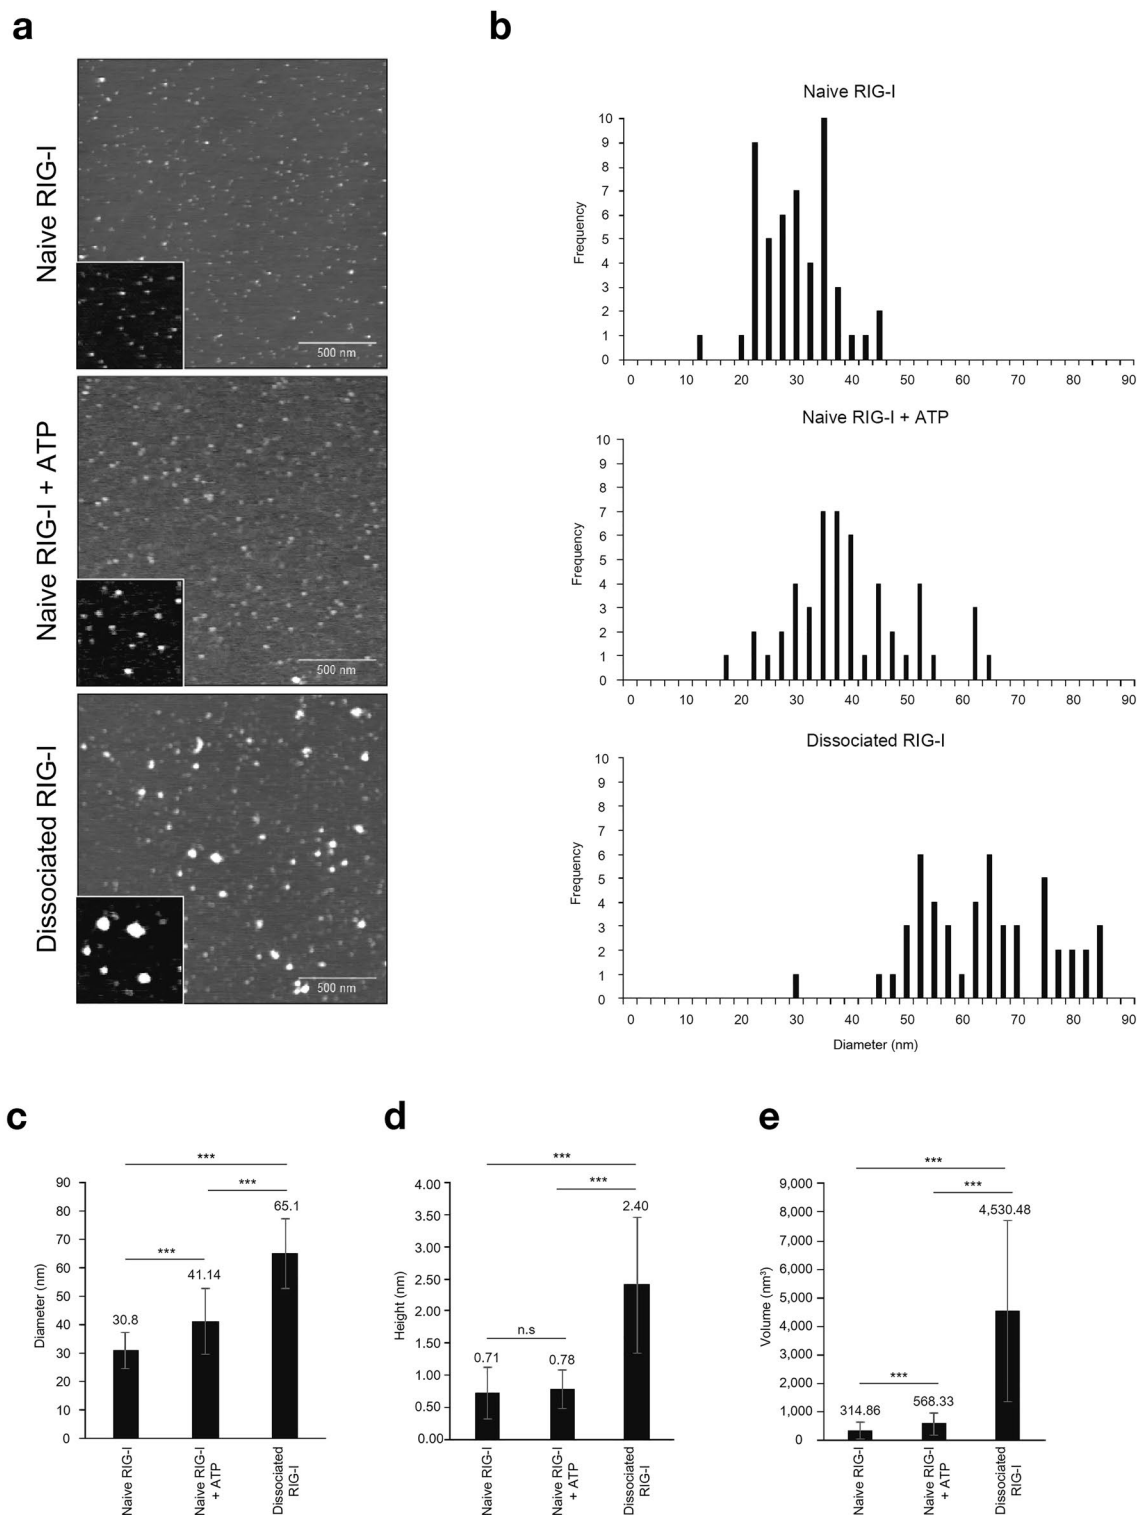 a
Naive RIG-I
500 nm
Naive RIG-I + ATP
500 nm
Dissociated RIG-I
500 nm
b
Naive RIG-I
Frequency
10
9
8
7
6
5
4
3
2
1
0
0 10 20 30 40 50 60 70 80 90
Naive RIG-I + ATP
Frequency
10
9
8
7
6
5
4
3
2
1
0
0 10 20 30 40 50 60 70 80 90
Dissociated RIG-I
Frequency
10
9
8
7
6
5
4
3
2
1
0
0 10 20 30 40 50 60 70 80 90
Diameter (nm)
c
Diameter (nm)
90
80
70
60
50
40
30
20
10
0
***
***
65.1
***
41.14
30.8
Naive RIG-I
Naive RIG-I
+ ATP
Dissociated
RIG-I
d
Height (nm)
4.00
3.50
3.00
2.50
2.00
1.50
1.00
0.50
0.00
***
***
2.40
n.s
0.71
0.78
Naive RIG-I
Naive RIG-I
+ ATP
Dissociated
RIG-I
e
Volume (nm³)
9,000
8,000
7,000
6,000
5,000
4,000
3,000
2,000
1,000
0
***
***
4,530.48
***
314.86
568.33
Naive RIG-I
Naive RIG-I
+ ATP
Dissociated
RIG-I